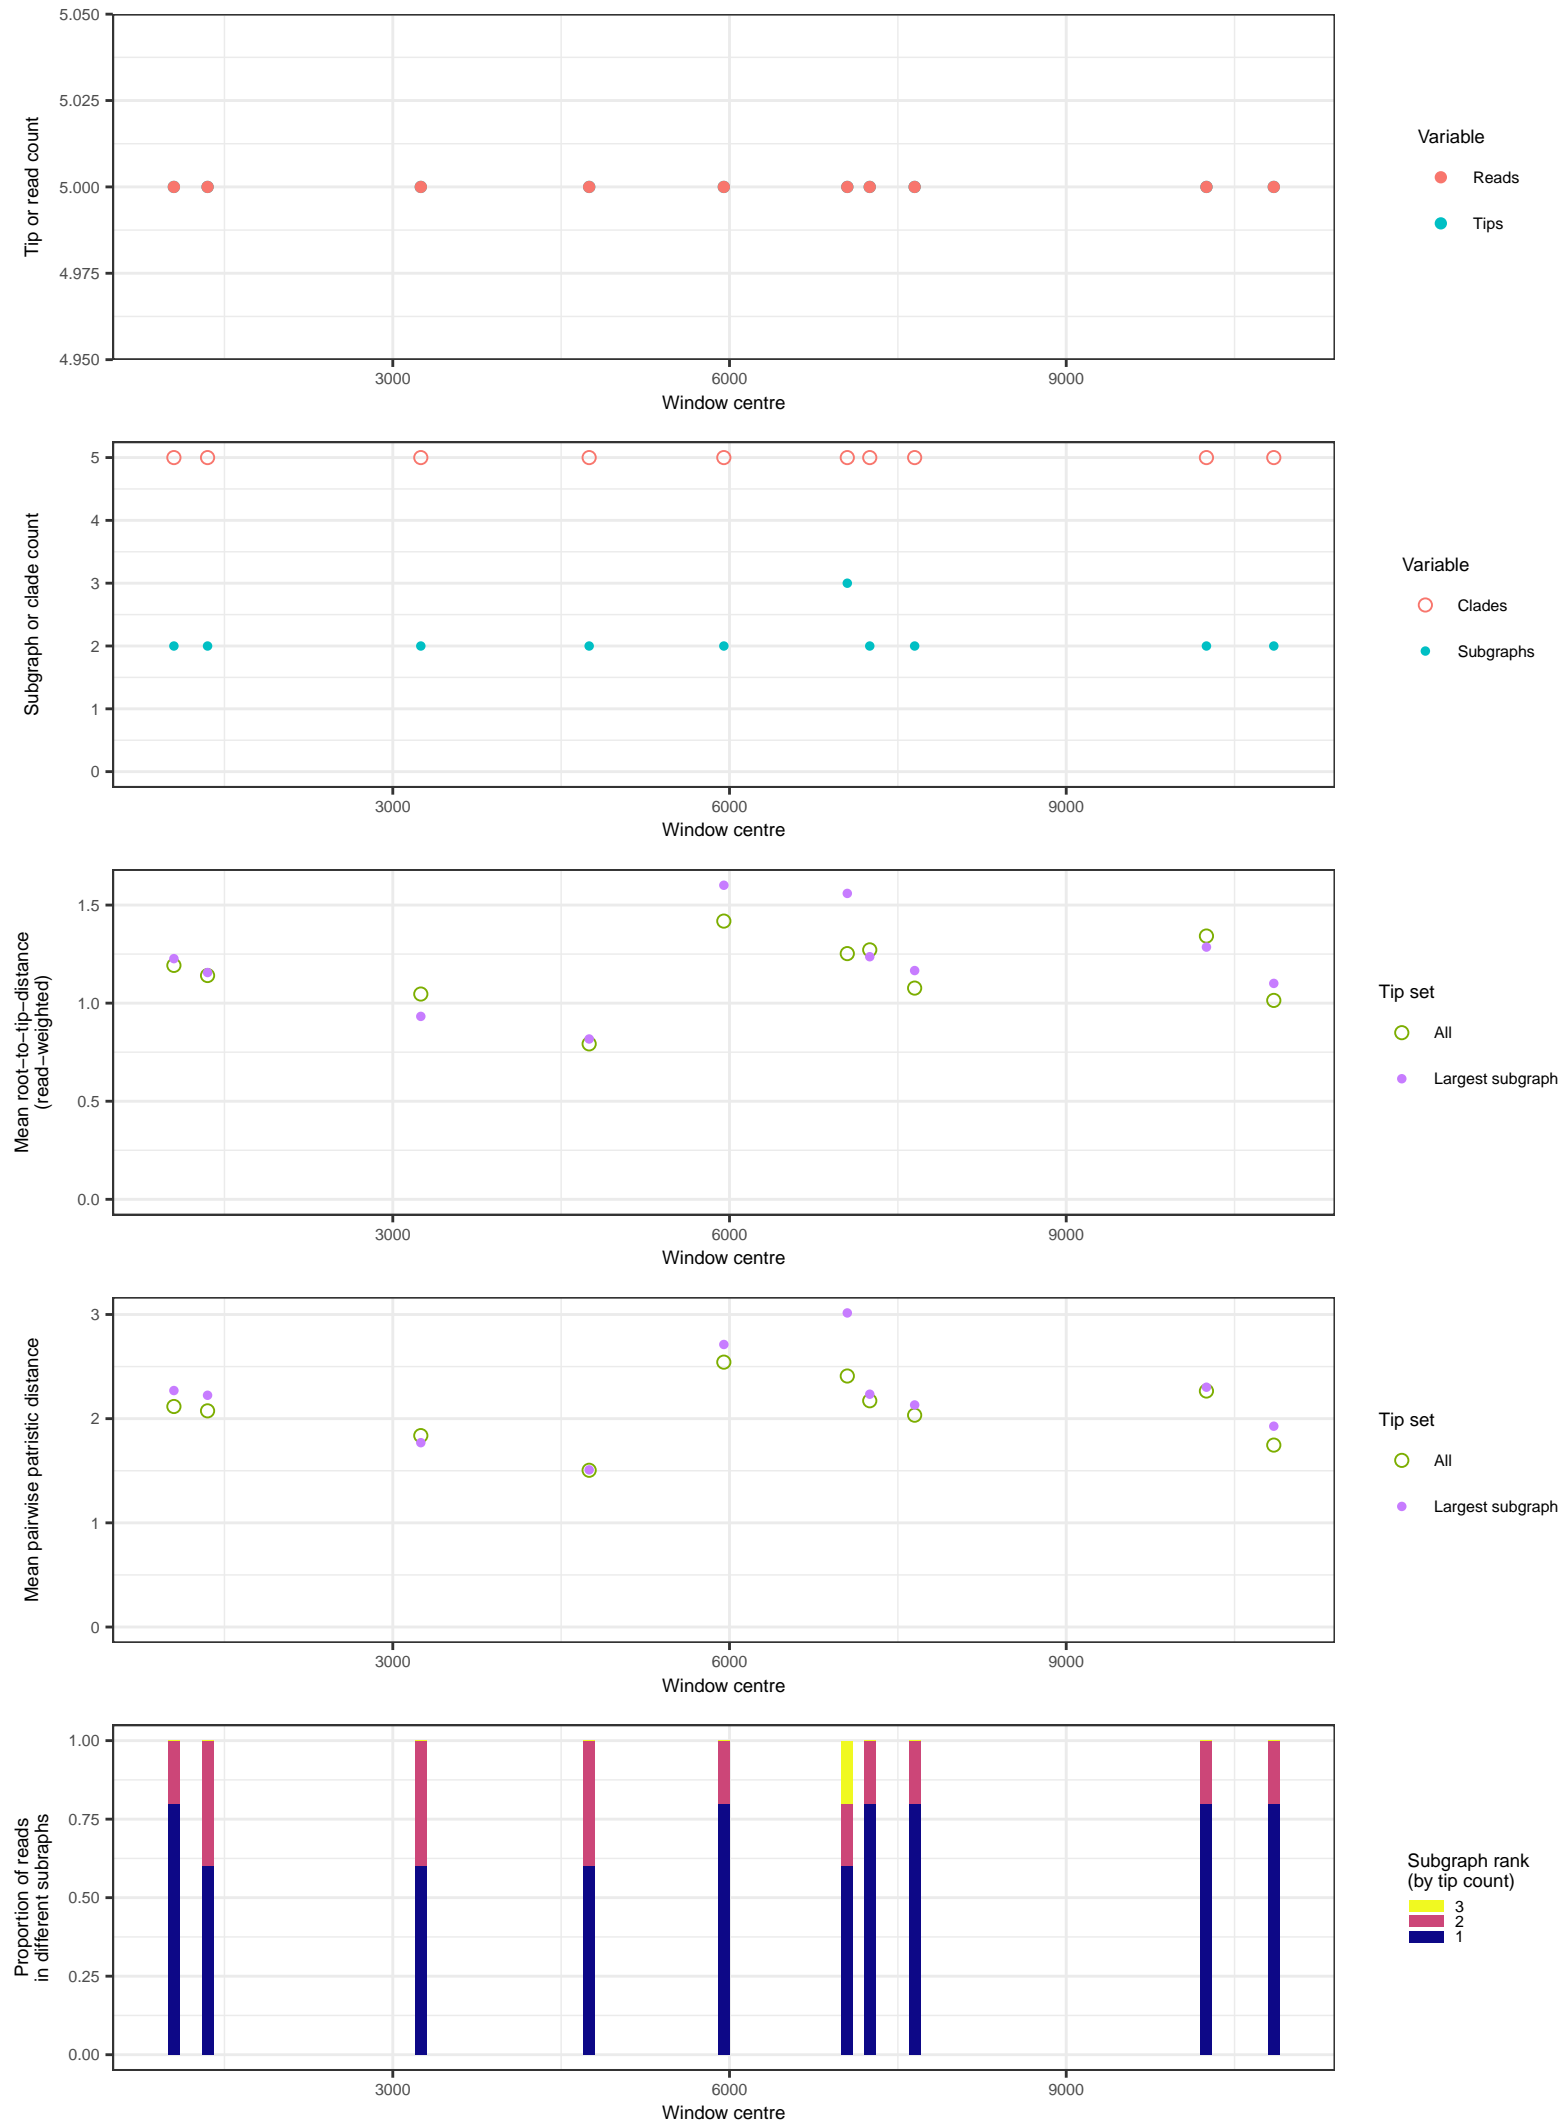 5.050
5.025
5.000
4.975
4.950
Tip or read count
3000 6000 9000
Window centre
Variable
Reads
Tips
5
4
3
2
1
0
Subgraph or clade count
3000 6000 9000
Window centre
Variable
Clades
Subgraphs
1.5
1.0
0.5
0.0
Mean root−to−tip−distance
(read−weighted)
3000 6000 9000
Window centre
Tip set
All
Largest subgraph
3
2
1
0
Mean pairwise patristic distance
3000 6000 9000
Window centre
Tip set
All
Largest subgraph
1.00
0.75
0.50
0.25
0.00
Proportion of reads
in different subraphs
3000 6000 9000
Window centre
Subgraph rank
(by tip count)
3
2
1